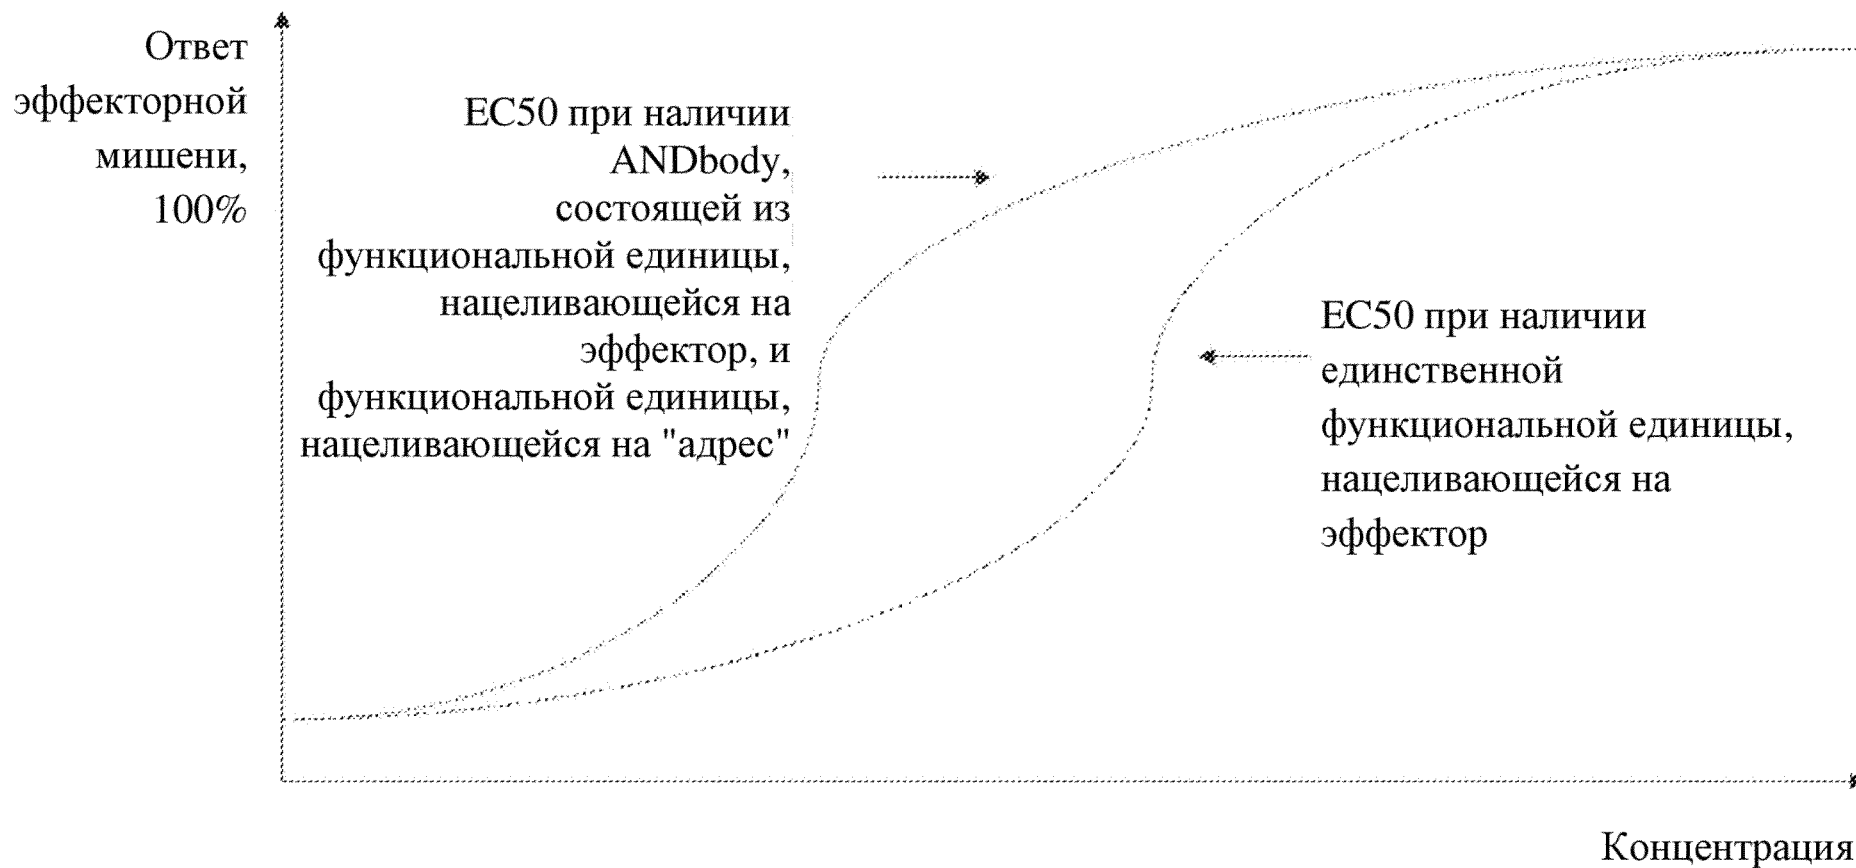 Ответ
эффекторной
мишени,
100%
EC50 при наличии
ANDbody,
состоящей из
функциональной единицы,
нацеливающейся на
эффектор, и
функциональной единицы,
нацеливающейся на "адрес"
EC50 при наличии
единственной
функциональной единицы,
нацеливающейся на
эффектор
Концентрация